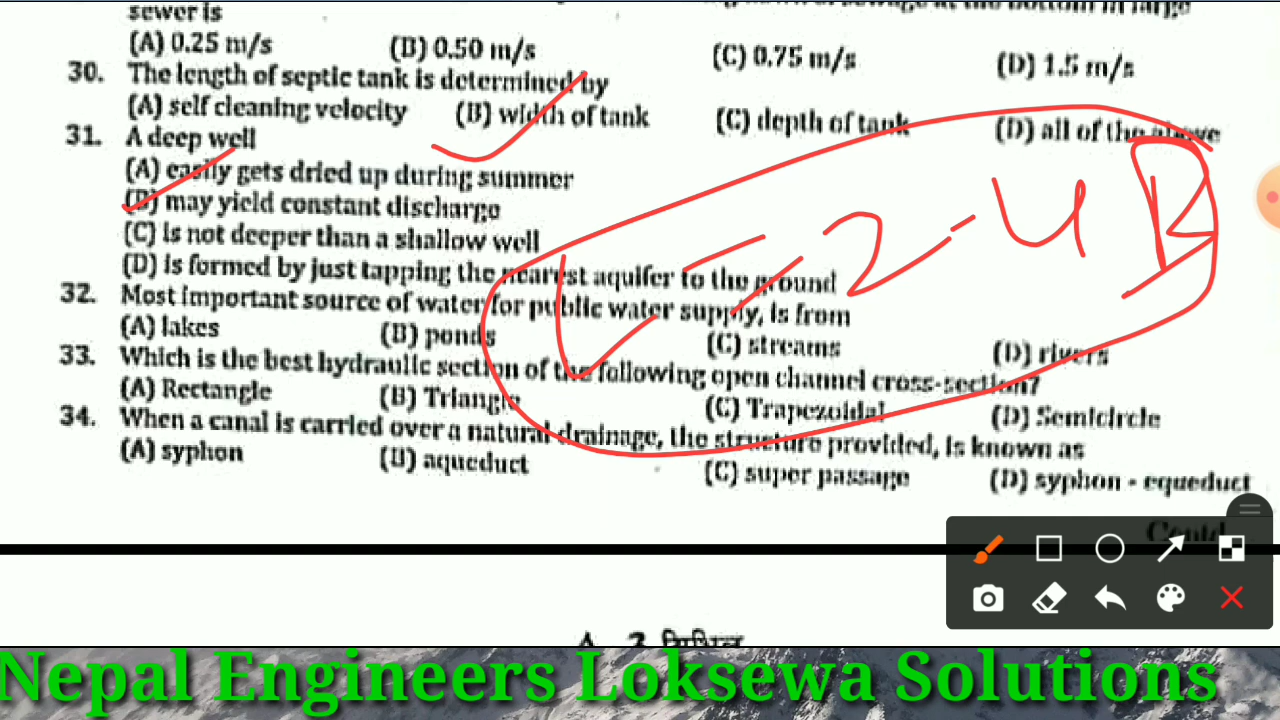 sewer is
(A) 0.25 m/s (B) 0.50 m/s (C) 0.75 m/s (D) 1.5 m/s
30. The length of septic tank is determined by
(A) self cleaning velocity (B) width of tank (C) depth of tank (D) all of the above
31. A deep well
(A) easily gets dried up during summer
(B) may yield constant discharge
(C) is not deeper than a shallow well
(D) is formed by just tapping the nearest aquifer to the ground
32. Most important source of water for public water supply, is from
(A) lakes (B) ponds (C) streams (D) rivers
33. Which is the best hydraulic section of the following open channel cross-section?
(A) Rectangle (B) Triangle (C) Trapezoidal (D) Semicircle
34. When a canal is carried over a natural drainage, the structure provided, is known as
(A) syphon (B) aqueduct (C) super passage (D) syphon - equeduct
L = 2 - 4 B
Contd
Nepal Engineers Loksewa Solutions